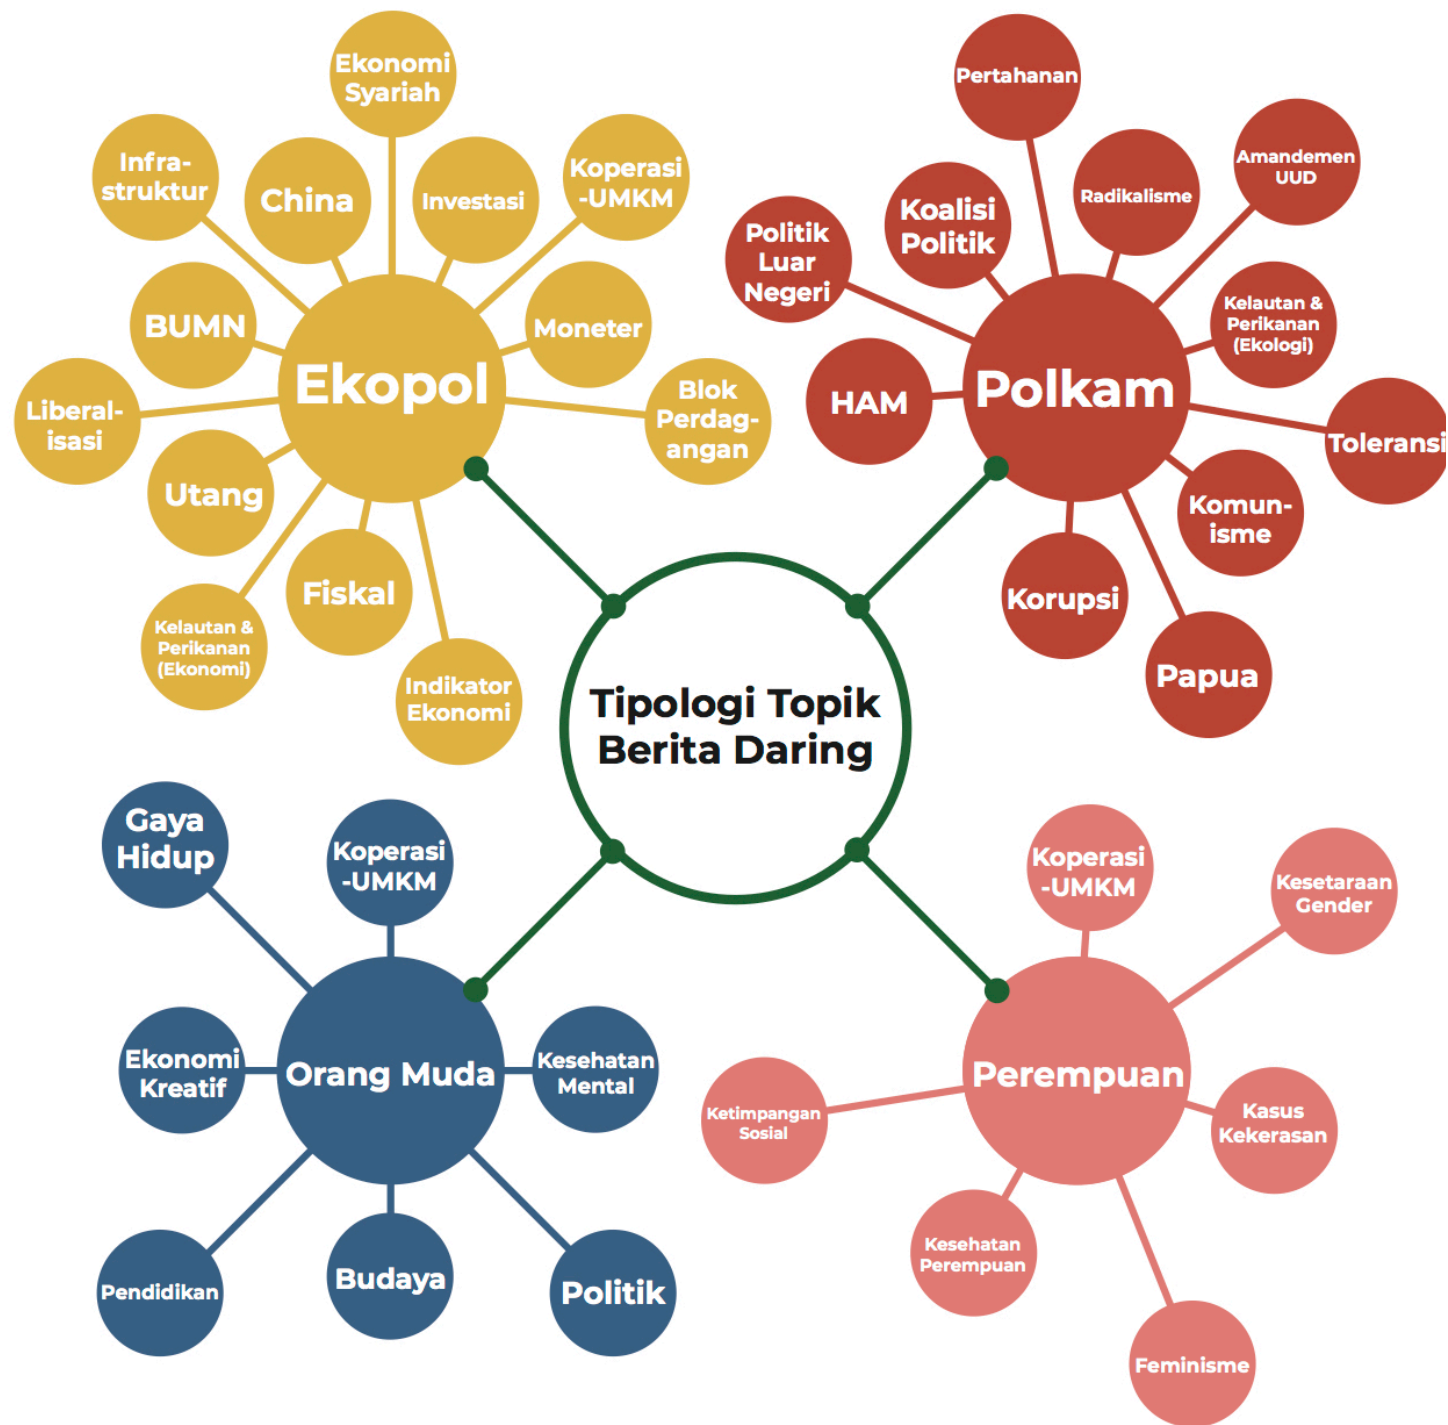 Ekonomi
Syariah
Infra-
struktur
China
Investasi
Koperasi
-UMKM
BUMN
Moneter
Ekopol
Liberal-
isasi
Blok
Perdag-
angan
Utang
Fiskal
Kelautan &
Perikanan
(Ekonomi)
Indikator
Ekonomi
Pertahanan
Radikalisme
Amandemen
UUD
Koalisi
Politik
Politik
Luar
Negeri
Kelautan &
Perikanan
(Ekologi)
HAM
Polkam
Toleransi
Komun-
isme
Korupsi
Papua
Tipologi Topik
Berita Daring
Gaya
Hidup
Koperasi
-UMKM
Ekonomi
Kreatif
Orang Muda
Kesehatan
Mental
Pendidikan
Budaya
Politik
Koperasi
-UMKM
Kesetaraan
Gender
Perempuan
Ketimpangan
Sosial
Kasus
Kekerasan
Kesehatan
Perempuan
Feminisme